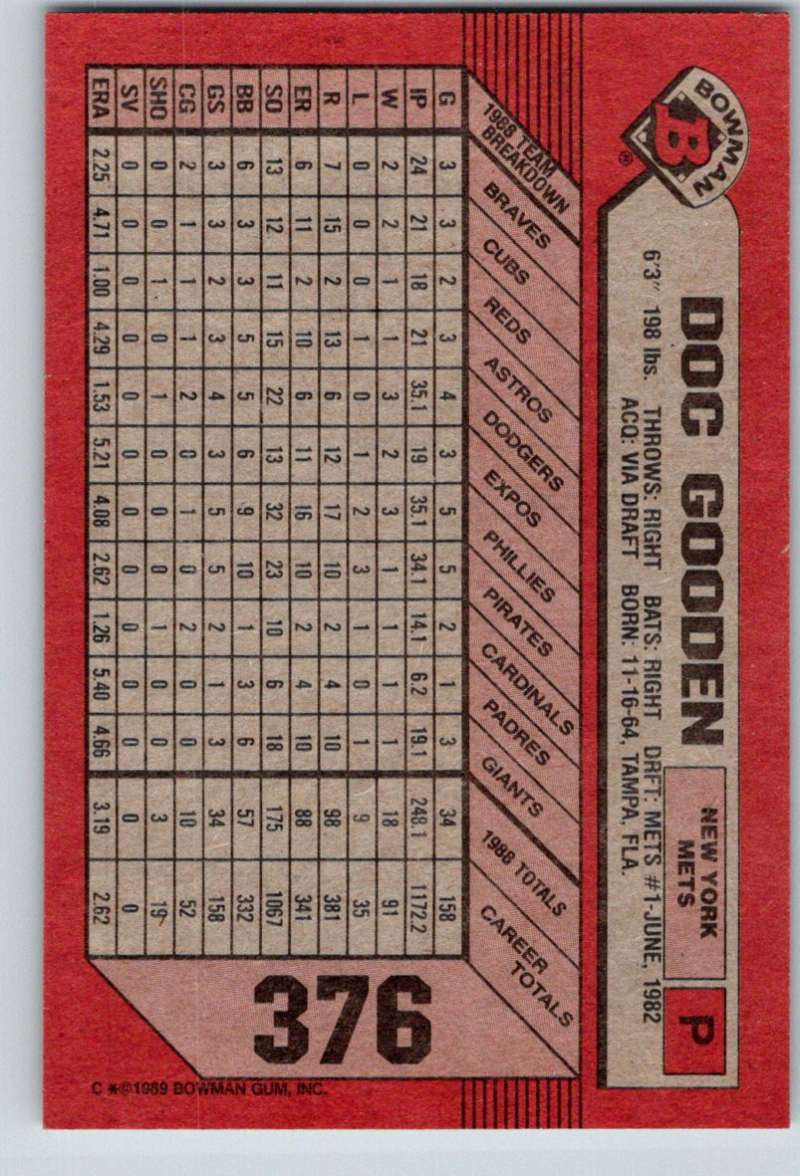 BOWMAN
B
®
DOC GOODEN
NEW YORK METS
P
6'3" 198 lbs. THROWS: RIGHT BATS: RIGHT DRFT: METS #1-JUNE, 1982
ACQ: VIA DRAFT BORN: 11-16-64, TAMPA, FLA.
1988 TEAM BREAKDOWN BRAVES CUBS REDS ASTROS DODGERS EXPOS PHILLIES PIRATES CARDINALS PADRES GIANTS 1988 TOTALS CAREER TOTALS
G 3 3 2 3 4 3 5 5 2 1 3 34 158
IP 24 21 18 21 35.1 19 35.1 34.1 14.1 6.2 19.1 248.1 1172.2
W 2 2 1 1 3 2 3 1 1 1 1 18 91
L 0 0 0 1 0 1 2 3 1 0 1 9 35
R 7 15 2 13 6 12 17 10 2 4 10 98 381
ER 6 11 2 10 6 11 16 10 2 4 10 88 341
SO 13 12 11 15 22 13 32 23 10 6 18 175 1067
BB 6 3 3 5 5 6 9 10 1 3 6 57 332
GS 3 3 2 3 4 3 5 5 2 1 3 34 158
CG 2 1 1 1 2 0 1 0 2 0 0 10 52
SHO 0 0 1 0 1 0 0 0 1 0 0 3 19
SV 0 0 0 0 0 0 0 0 0 0 0 0 0
ERA 2.25 4.71 1.00 4.29 1.53 5.21 4.08 2.62 1.26 5.40 4.66 3.19 2.62
376
C *©1989 BOWMAN GUM, INC.